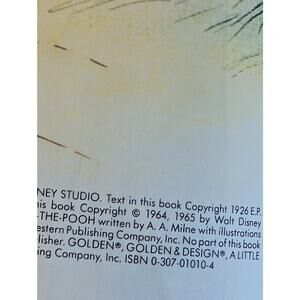 NEY STUDIO. Text in this book Copyright 1926 E.P.
his book Copyright © 1964, 1965 by Walt Disney
-THE-POOH written by A. A. Milne with illustrations
estern Publishing Company, Inc. No part of this book
lisher. GOLDEN®, GOLDEN & DESIGN®, A LITTLE
ing Company, Inc. ISBN 0-307-01010-4